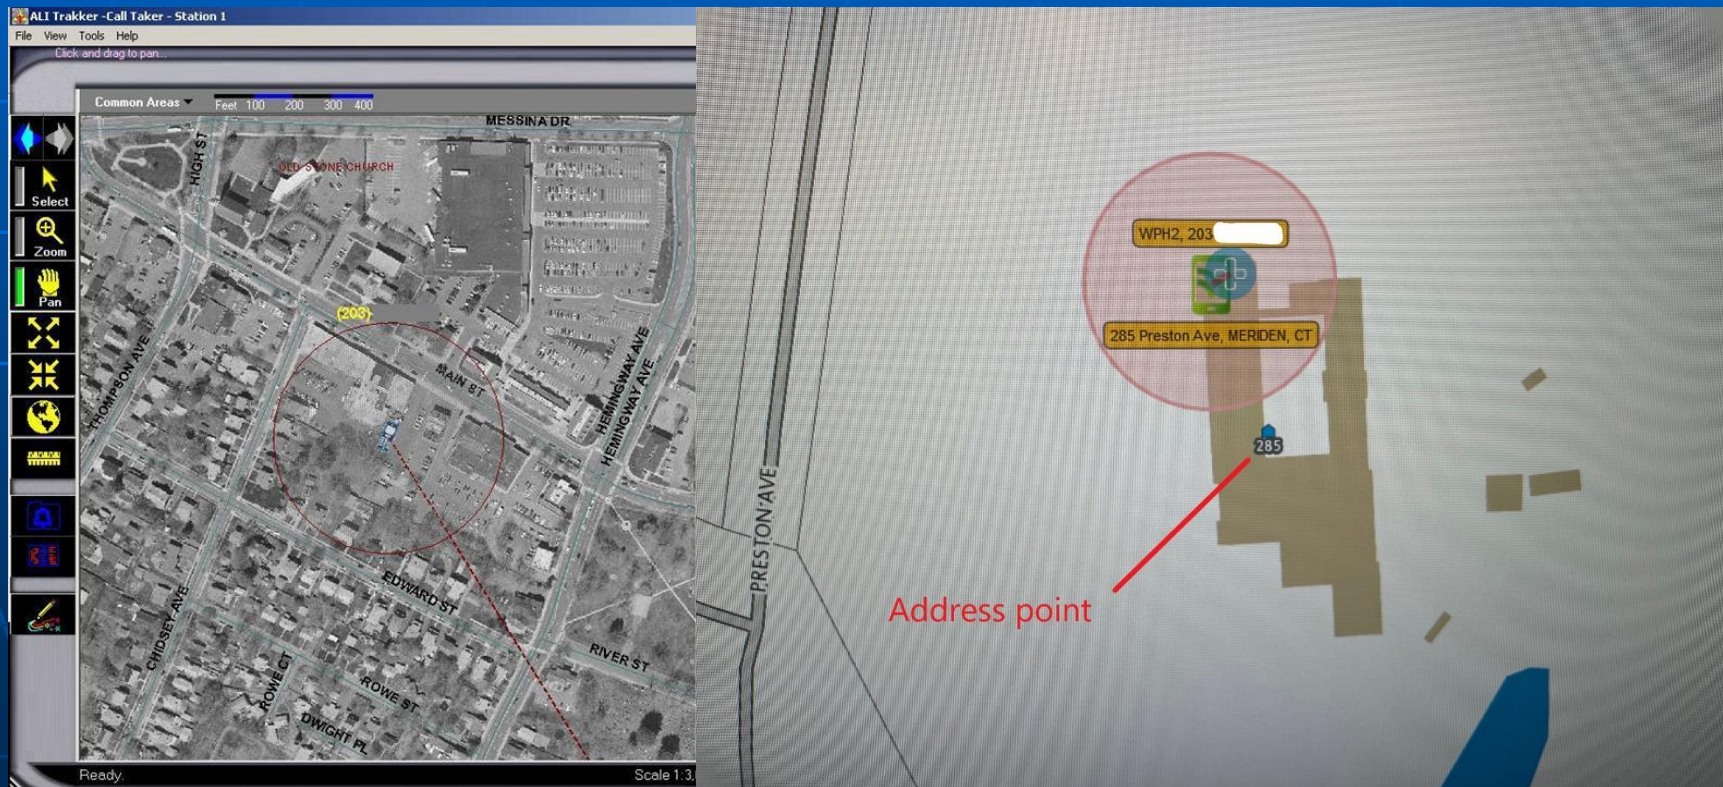 ALI Trakker -Call Taker - Station 1
File View Tools Help
Click and drag to pan...
Common Areas
Feet 100 200 300 400
Select
Zoom
Pan
MESSINA DR
HIGH ST
OLD STONE CHURCH
(203)
THOMPSON AVE
MAIN ST
HEMINGWAY AVE
HEMINGWAY AVE
EDWARD ST
CHIDSEY AVE
RIVER ST
ROWE CT
ROWE ST
DWIGHT PL
Ready.
Scale 1:3,
WPH2, 203
285 Preston Ave, MERIDEN, CT
285
PRESTON AVE
Address point